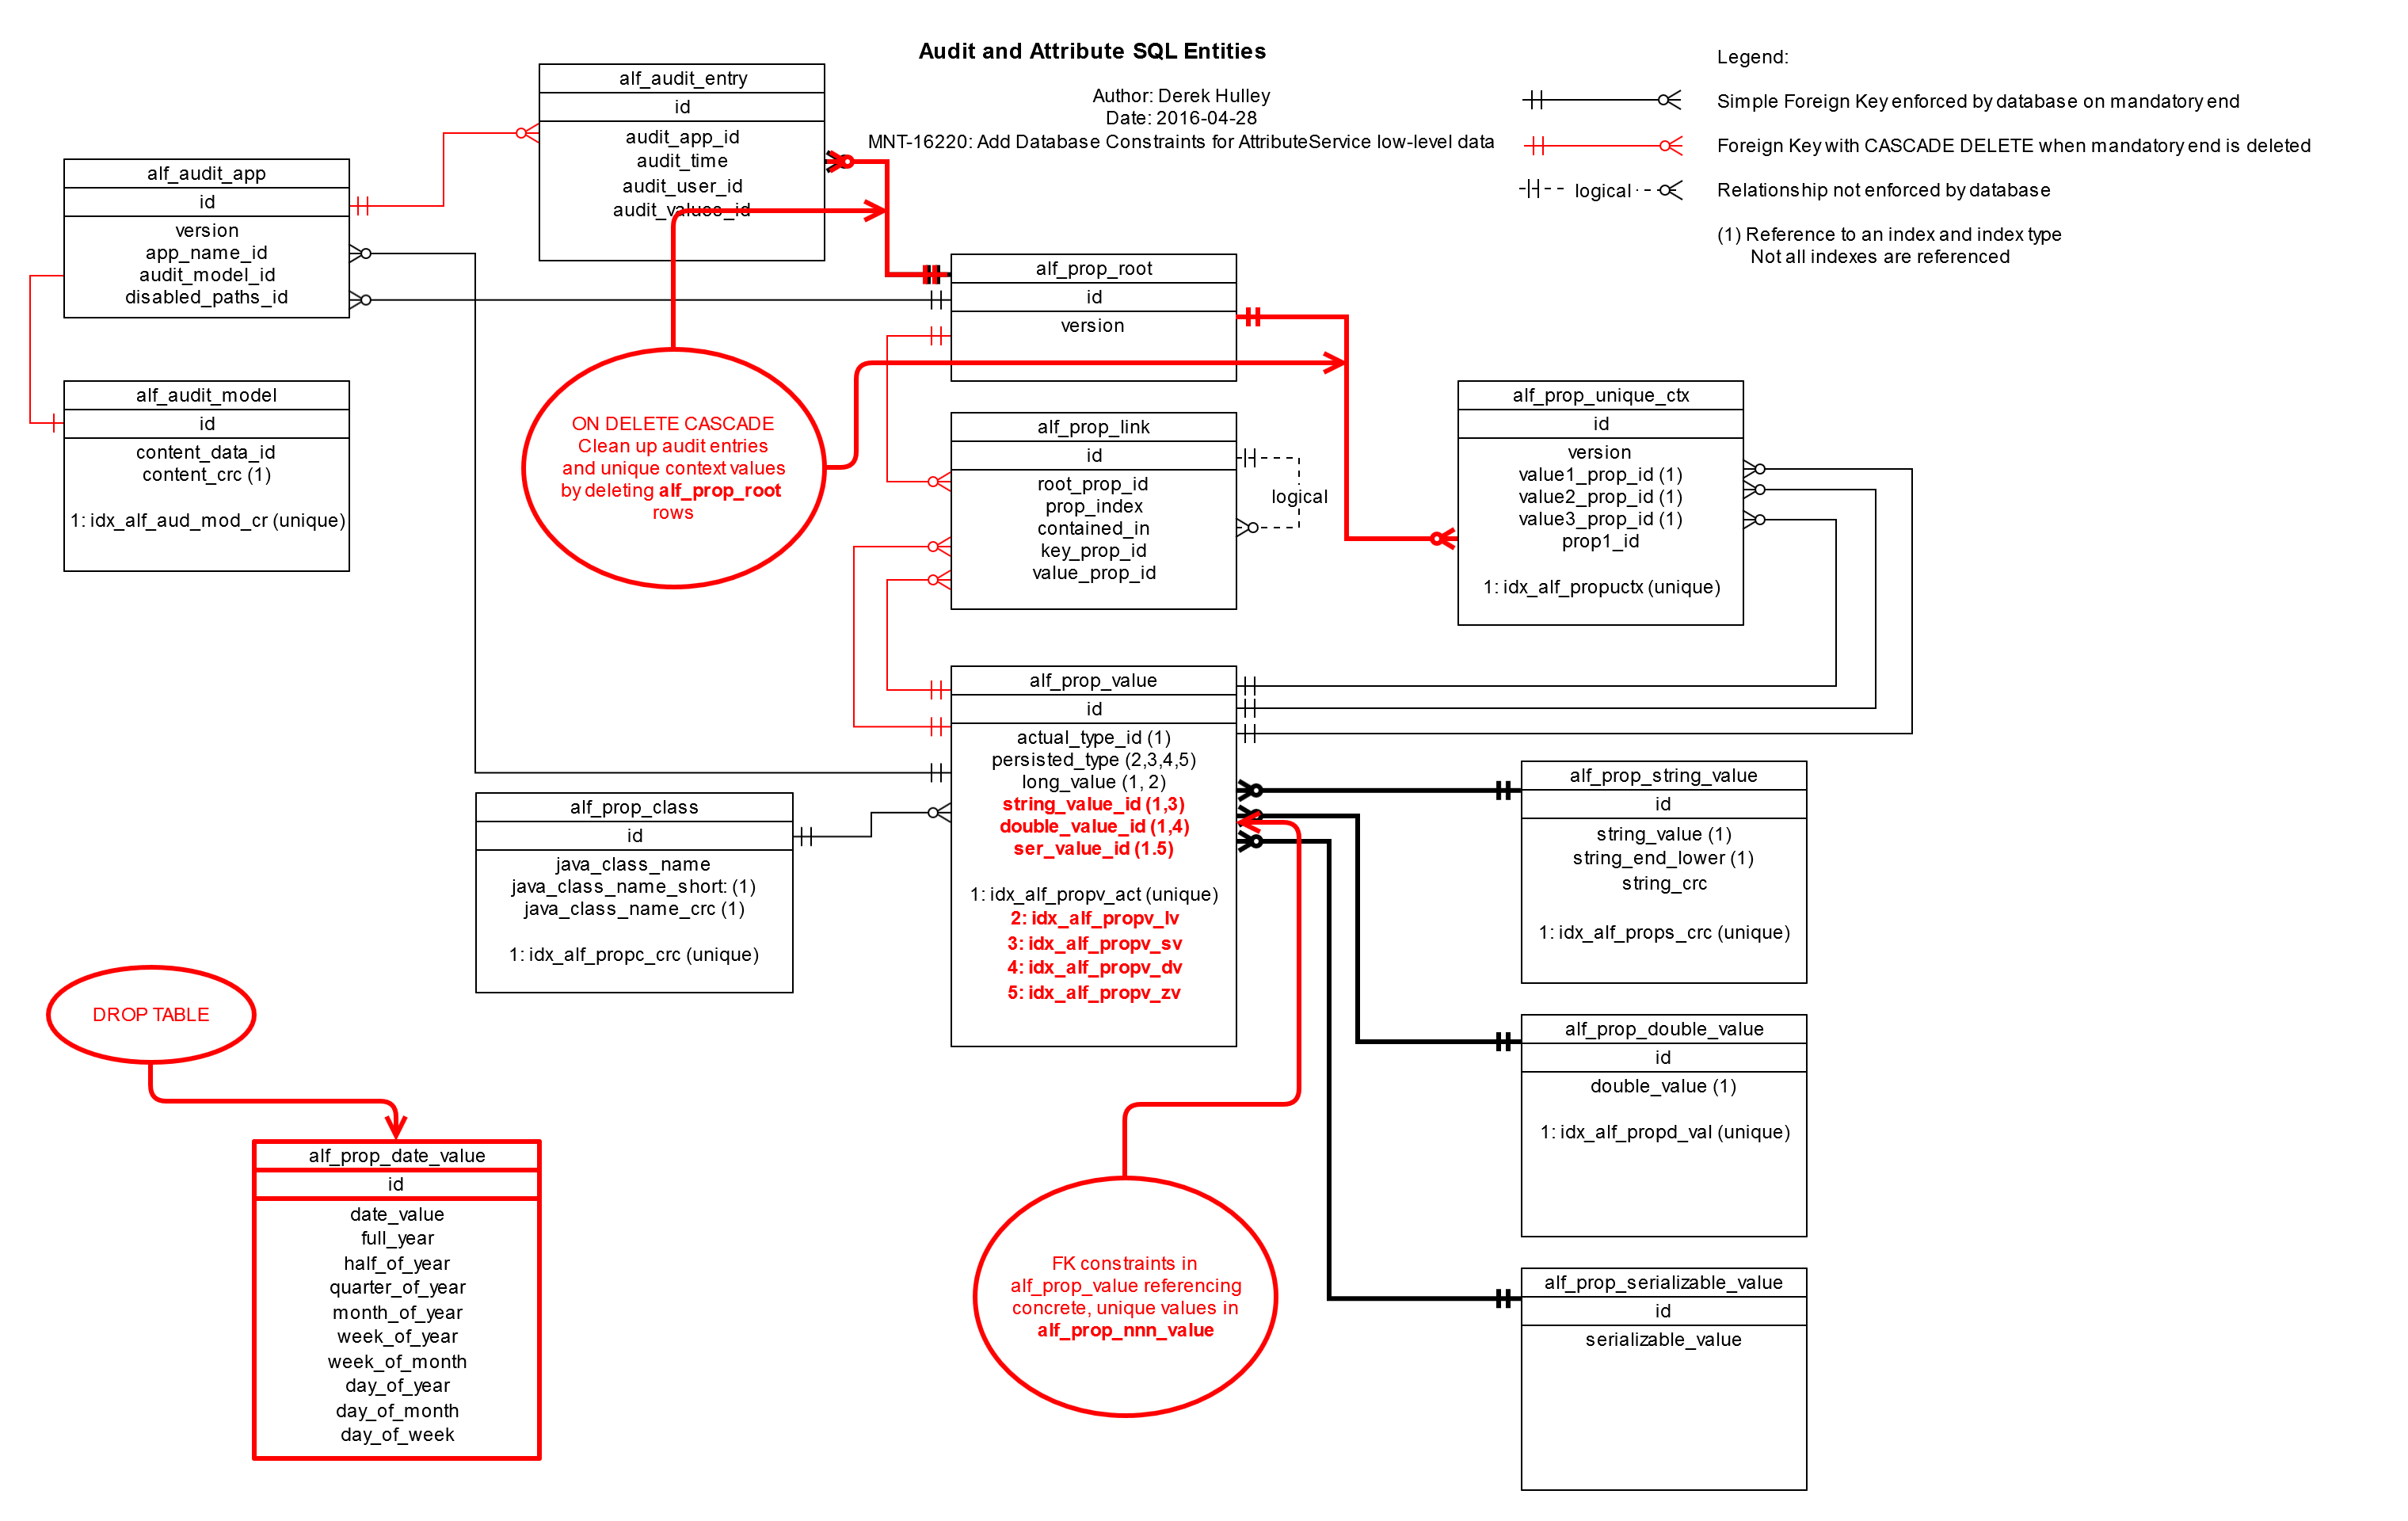 Audit and Attribute SQL Entities
Author: Derek Hulley
Date: 2016-04-28
MNT-16220: Add Database Constraints for AttributeService low-level data
Legend:
Simple Foreign Key enforced by database on mandatory end
Foreign Key with CASCADE DELETE when mandatory end is deleted
logical
Relationship not enforced by database
(1) Reference to an index and index type
Not all indexes are referenced
alf_audit_entry
id
audit_app_id
audit_time
audit_user_id
audit_values_id
alf_audit_app
id
version
app_name_id
audit_model_id
disabled_paths_id
alf_audit_model
id
content_data_id
content_crc (1)
1: idx_alf_aud_mod_cr (unique)
ON DELETE CASCADE
Clean up audit entries
and unique context values
by deleting alf_prop_root
rows
alf_prop_root
id
version
alf_prop_link
id
root_prop_id
prop_index
contained_in
key_prop_id
value_prop_id
logical
alf_prop_unique_ctx
id
version
value1_prop_id (1)
value2_prop_id (1)
value3_prop_id (1)
prop1_id
1: idx_alf_propuctx (unique)
alf_prop_value
id
actual_type_id (1)
persisted_type (2,3,4,5)
long_value (1, 2)
string_value_id (1,3)
double_value_id (1,4)
ser_value_id (1.5)
1: idx_alf_propv_act (unique)
2: idx_alf_propv_lv
3: idx_alf_propv_sv
4: idx_alf_propv_dv
5: idx_alf_propv_zv
alf_prop_class
id
java_class_name
java_class_name_short: (1)
java_class_name_crc (1)
1: idx_alf_propc_crc (unique)
alf_prop_string_value
id
string_value (1)
string_end_lower (1)
string_crc
1: idx_alf_props_crc (unique)
alf_prop_double_value
id
double_value (1)
1: idx_alf_propd_val (unique)
alf_prop_serializable_value
id
serializable_value
DROP TABLE
alf_prop_date_value
id
date_value
full_year
half_of_year
quarter_of_year
month_of_year
week_of_year
week_of_month
day_of_year
day_of_month
day_of_week
FK constraints in
alf_prop_value referencing
concrete, unique values in
alf_prop_nnn_value